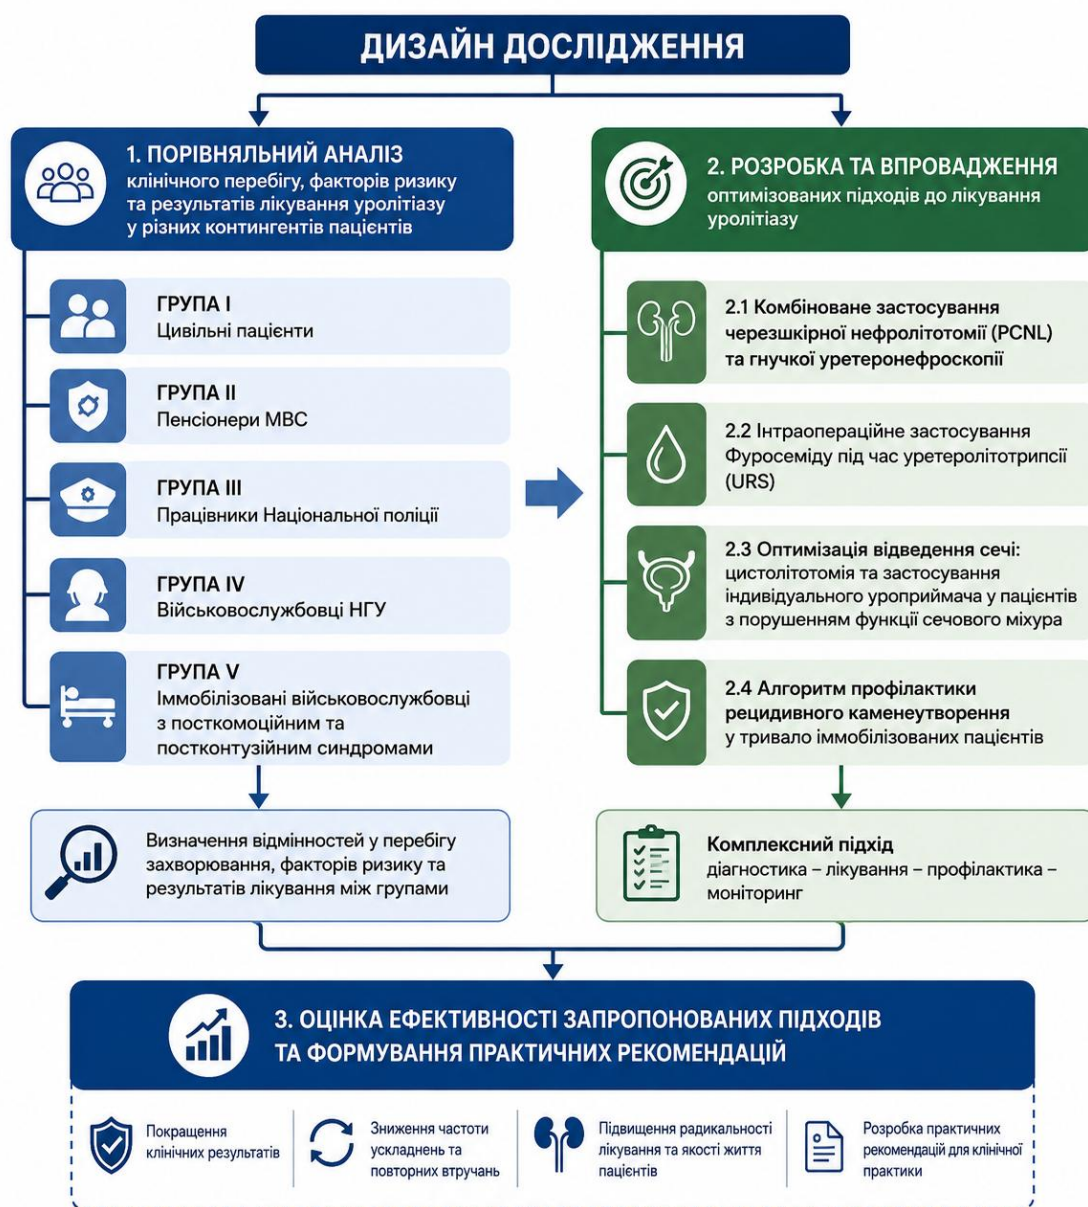 ДИЗАЙН ДОСЛІДЖЕННЯ
1. ПОРІВНЯЛЬНИЙ АНАЛІЗ
клінічного перебігу, факторів ризику
та результатів лікування уролітіазу
у різних контингентів пацієнтів
ГРУПА I
Цивільні пацієнти
ГРУПА II
Пенсіонери МВС
ГРУПА III
Працівники Національної поліції
ГРУПА IV
Військовослужбовці НГУ
ГРУПА V
Іммобілізовані військовослужбовці
з посткомоційним та
постконтузійним синдромами
Визначення відмінностей у перебігу
захворювання, факторів ризику та
результатів лікування між групами
2. РОЗРОБКА ТА ВПРОВАДЖЕННЯ
оптимізованих підходів до лікування
уролітіазу
2.1 Комбіноване застосування
черезшкірної нефролітотомії (PCNL)
та гнучкої уретеронефроскопії
2.2 Інтраопераційне застосування
Фуросеміду під час уретеролітотрипсії
(URS)
2.3 Оптимізація відведення сечі:
цистолітотомія та застосування
індивідуального уроприймача у пацієнтів
з порушенням функції сечового міхура
2.4 Алгоритм профілактики
рецидивного каменеутворення
у тривало іммобілізованих пацієнтів
Комплексний підхід
діагностика – лікування – профілактика –
моніторинг
3. ОЦІНКА ЕФЕКТИВНОСТІ ЗАПРОПОНОВАНИХ ПІДХОДІВ
ТА ФОРМУВАННЯ ПРАКТИЧНИХ РЕКОМЕНДАЦІЙ
Покращення
клінічних результатів
Зниження частоти
ускладнень та
повторних втручань
Підвищення радикальності
лікування та якості життя
пацієнтів
Розробка практичних
рекомендацій для клінічної
практики